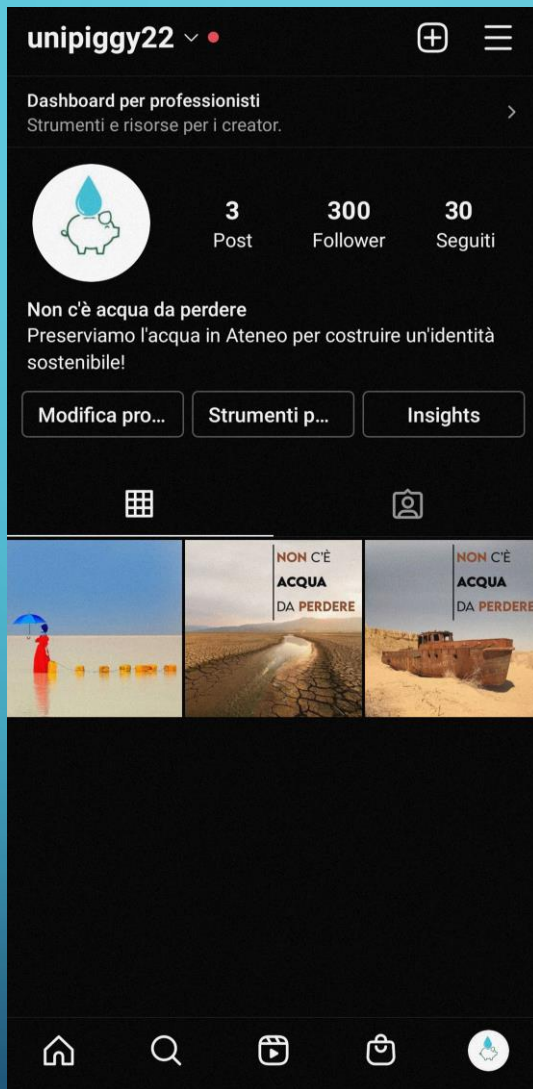 unipiggy22
Dashboard per professionisti
Strumenti e risorse per i creator.
3
Post
300
Follower
30
Seguiti
Non c'è acqua da perdere
Preserviamo l'acqua in Ateneo per costruire un'identità
sostenibile!
Modifica pro...
Strumenti p...
Insights
NON C'È
ACQUA
DA PERDERE
NON C'È
ACQUA
DA PERDERE